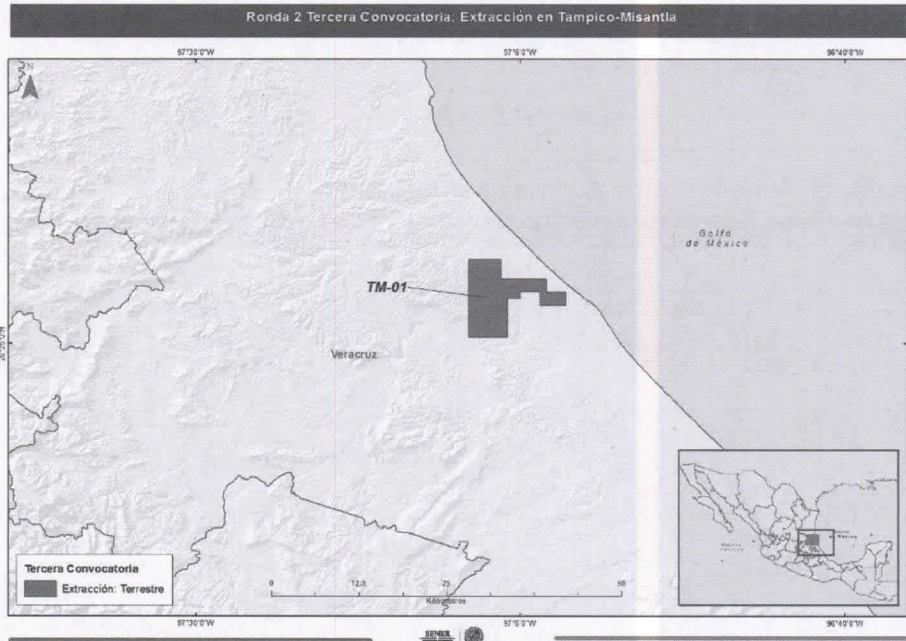 Ronda 2 Tercera Convocatoria: Extracción en Tampico-Misantla
97°30'0"W 97°5'0"W 96°40'0"W
N
Golfo
de México
TM-01
Veracruz
Tercera Convocatoria
Extracción: Terrestre
0 12.5 25 50
Kilómetros
97°30'0"W 97°5'0"W 96°40'0"W
SENER